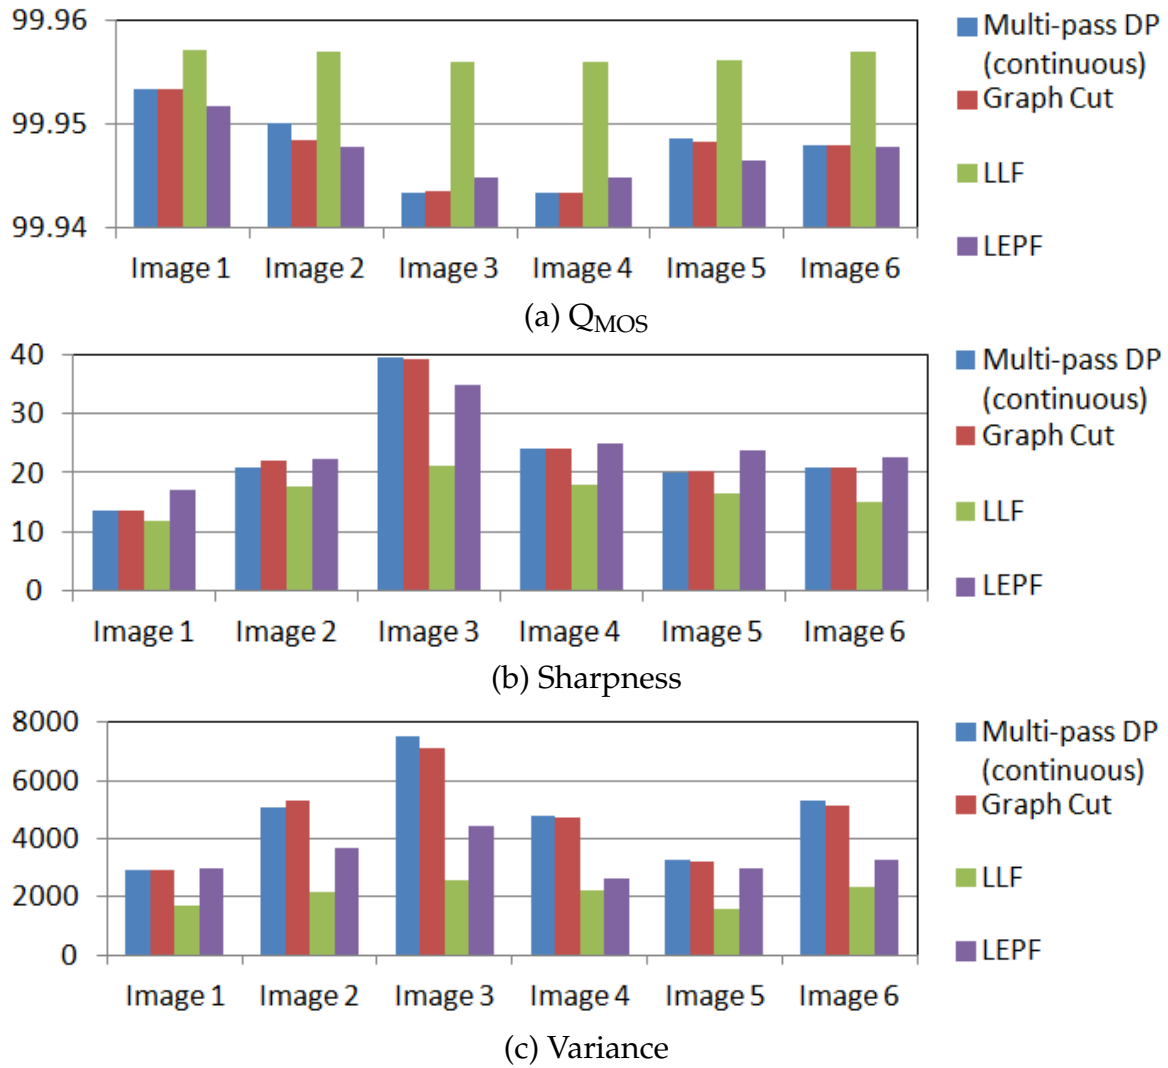 99.96
99.95
99.94
Image 1 Image 2 Image 3 Image 4 Image 5 Image 6
Multi-pass DP
(continuous)
Graph Cut
LLF
LEPF
(a) QMOS
40
30
20
10
0
Image 1 Image 2 Image 3 Image 4 Image 5 Image 6
Multi-pass DP
(continuous)
Graph Cut
LLF
LEPF
(b) Sharpness
8000
6000
4000
2000
0
Image 1 Image 2 Image 3 Image 4 Image 5 Image 6
Multi-pass DP
(continuous)
Graph Cut
LLF
LEPF
(c) Variance